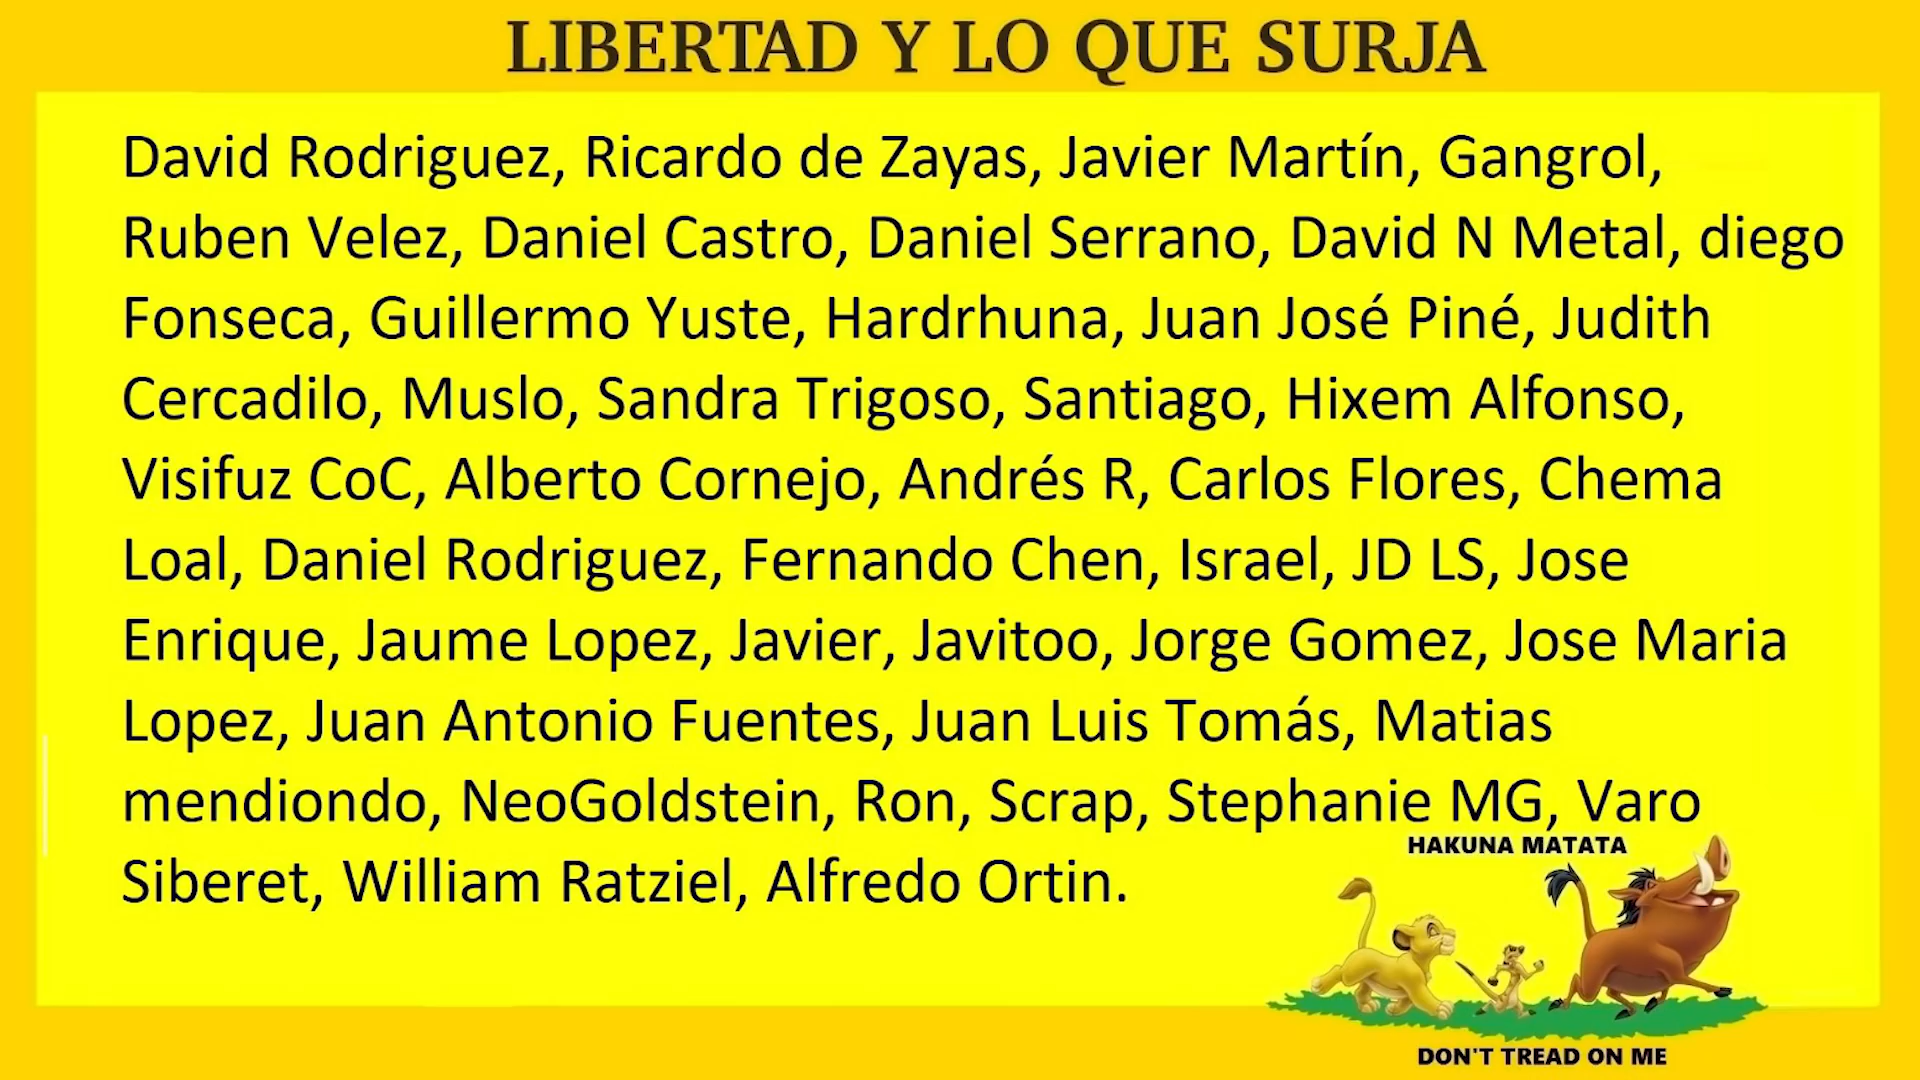 LIBERTAD Y LO QUE SURJA
David Rodriguez, Ricardo de Zayas, Javier Martín, Gangrol,
Ruben Velez, Daniel Castro, Daniel Serrano, David N Metal, diego
Fonseca, Guillermo Yuste, Hardrhuna, Juan José Piné, Judith
Cercadilo, Muslo, Sandra Trigoso, Santiago, Hixem Alfonso,
Visifuz CoC, Alberto Cornejo, Andrés R, Carlos Flores, Chema
Loal, Daniel Rodriguez, Fernando Chen, Israel, JD LS, Jose
Enrique, Jaume Lopez, Javier, Javitoo, Jorge Gomez, Jose Maria
Lopez, Juan Antonio Fuentes, Juan Luis Tomás, Matias
mendiondo, NeoGoldstein, Ron, Scrap, Stephanie MG, Varo
Siberet, William Ratziel, Alfredo Ortin.
HAKUNA MATATA
DON'T TREAD ON ME